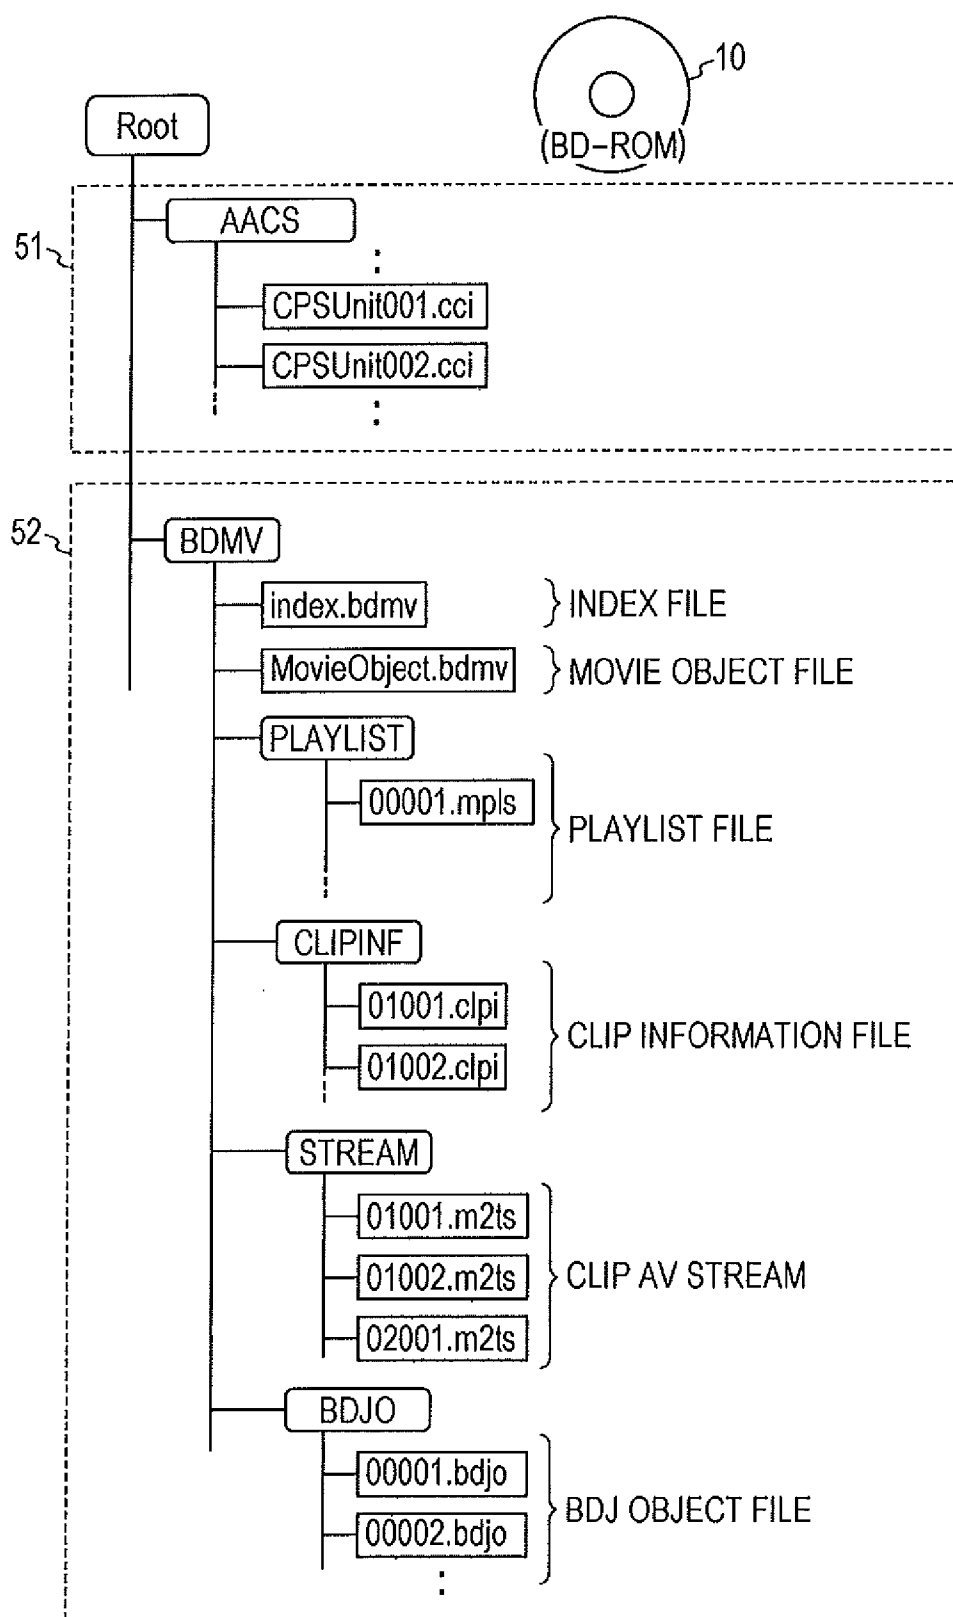 10
(BD-ROM)
Root
51
AACS
CPSUnit001.cci
CPSUnit002.cci
52
BDMV
index.bdmv
INDEX FILE
MovieObject.bdmv
MOVIE OBJECT FILE
PLAYLIST
00001.mpls
PLAYLIST FILE
CLIPINF
01001.clpi
CLIP INFORMATION FILE
01002.clpi
STREAM
01001.m2ts
01002.m2ts
CLIP AV STREAM
02001.m2ts
BDJO
00001.bdjo
BDJ OBJECT FILE
00002.bdjo